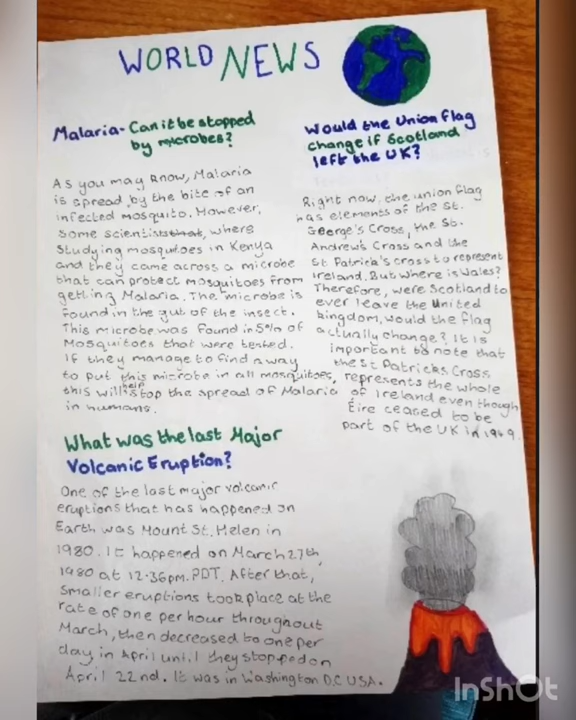 WORLD NEWS
Malaria- Can it be stopped
by microbes?
As you may know, Malaria
is spread by the bite of an
infected mosquito. However,
some scientists that, where
studying mosquitoes in Kenya
and they came across a microbe
that can protect mosquitoes from
getting Malaria. The microbe is
found in the gut of the insect.
This microbe was found in 5% of
Mosquitoes that were tested.
If they manage to find a way
to put this microbe in all mosquitoes,
this will help stop the spread of Malaria
in humans.
Would the Union flag
change if Scotland
left the UK?
Right now, the union flag
has elements of the St.
George's Cross, the St.
Andrew's Cross and the
St Patrick's cross to represent
Ireland. But where is Wales?
Therefore, were Scotland to
ever leave the United
kingdom, would the flag
actually change? It is
important to note that
the St Patricks Cross
represents the whole
of Ireland even though
Éire ceased to be
part of the UK in 1949.
What was the last Major
Volcanic Eruption?
One of the last major volcanic
eruptions that has happened on
Earth was Mount St. Helen in
1980. It happened on March 27th,
1980 at 12:36pm. PDT. After that,
smaller eruptions took place at the
rate of one per hour throughout
March, then decreased to one per
day in April until they stopped on
April 22nd. It was in Washington D.C USA.
InShOt